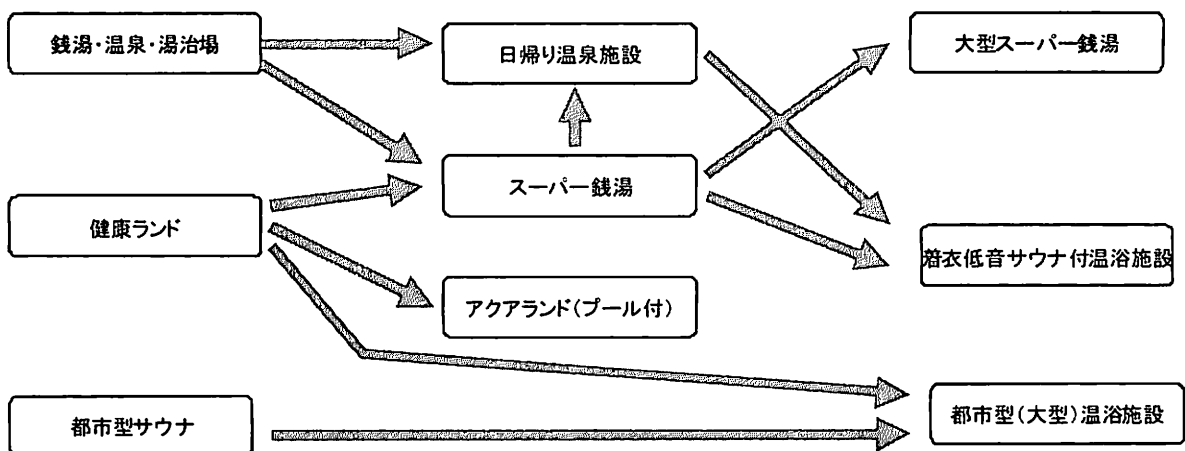 銭湯・温泉・湯治場
日帰り温泉施設
大型スーパー銭湯
スーパー銭湯
健康ランド
着衣低音サウナ付温浴施設
アクアランド(プール付)
都市型サウナ
都市型(大型)温浴施設